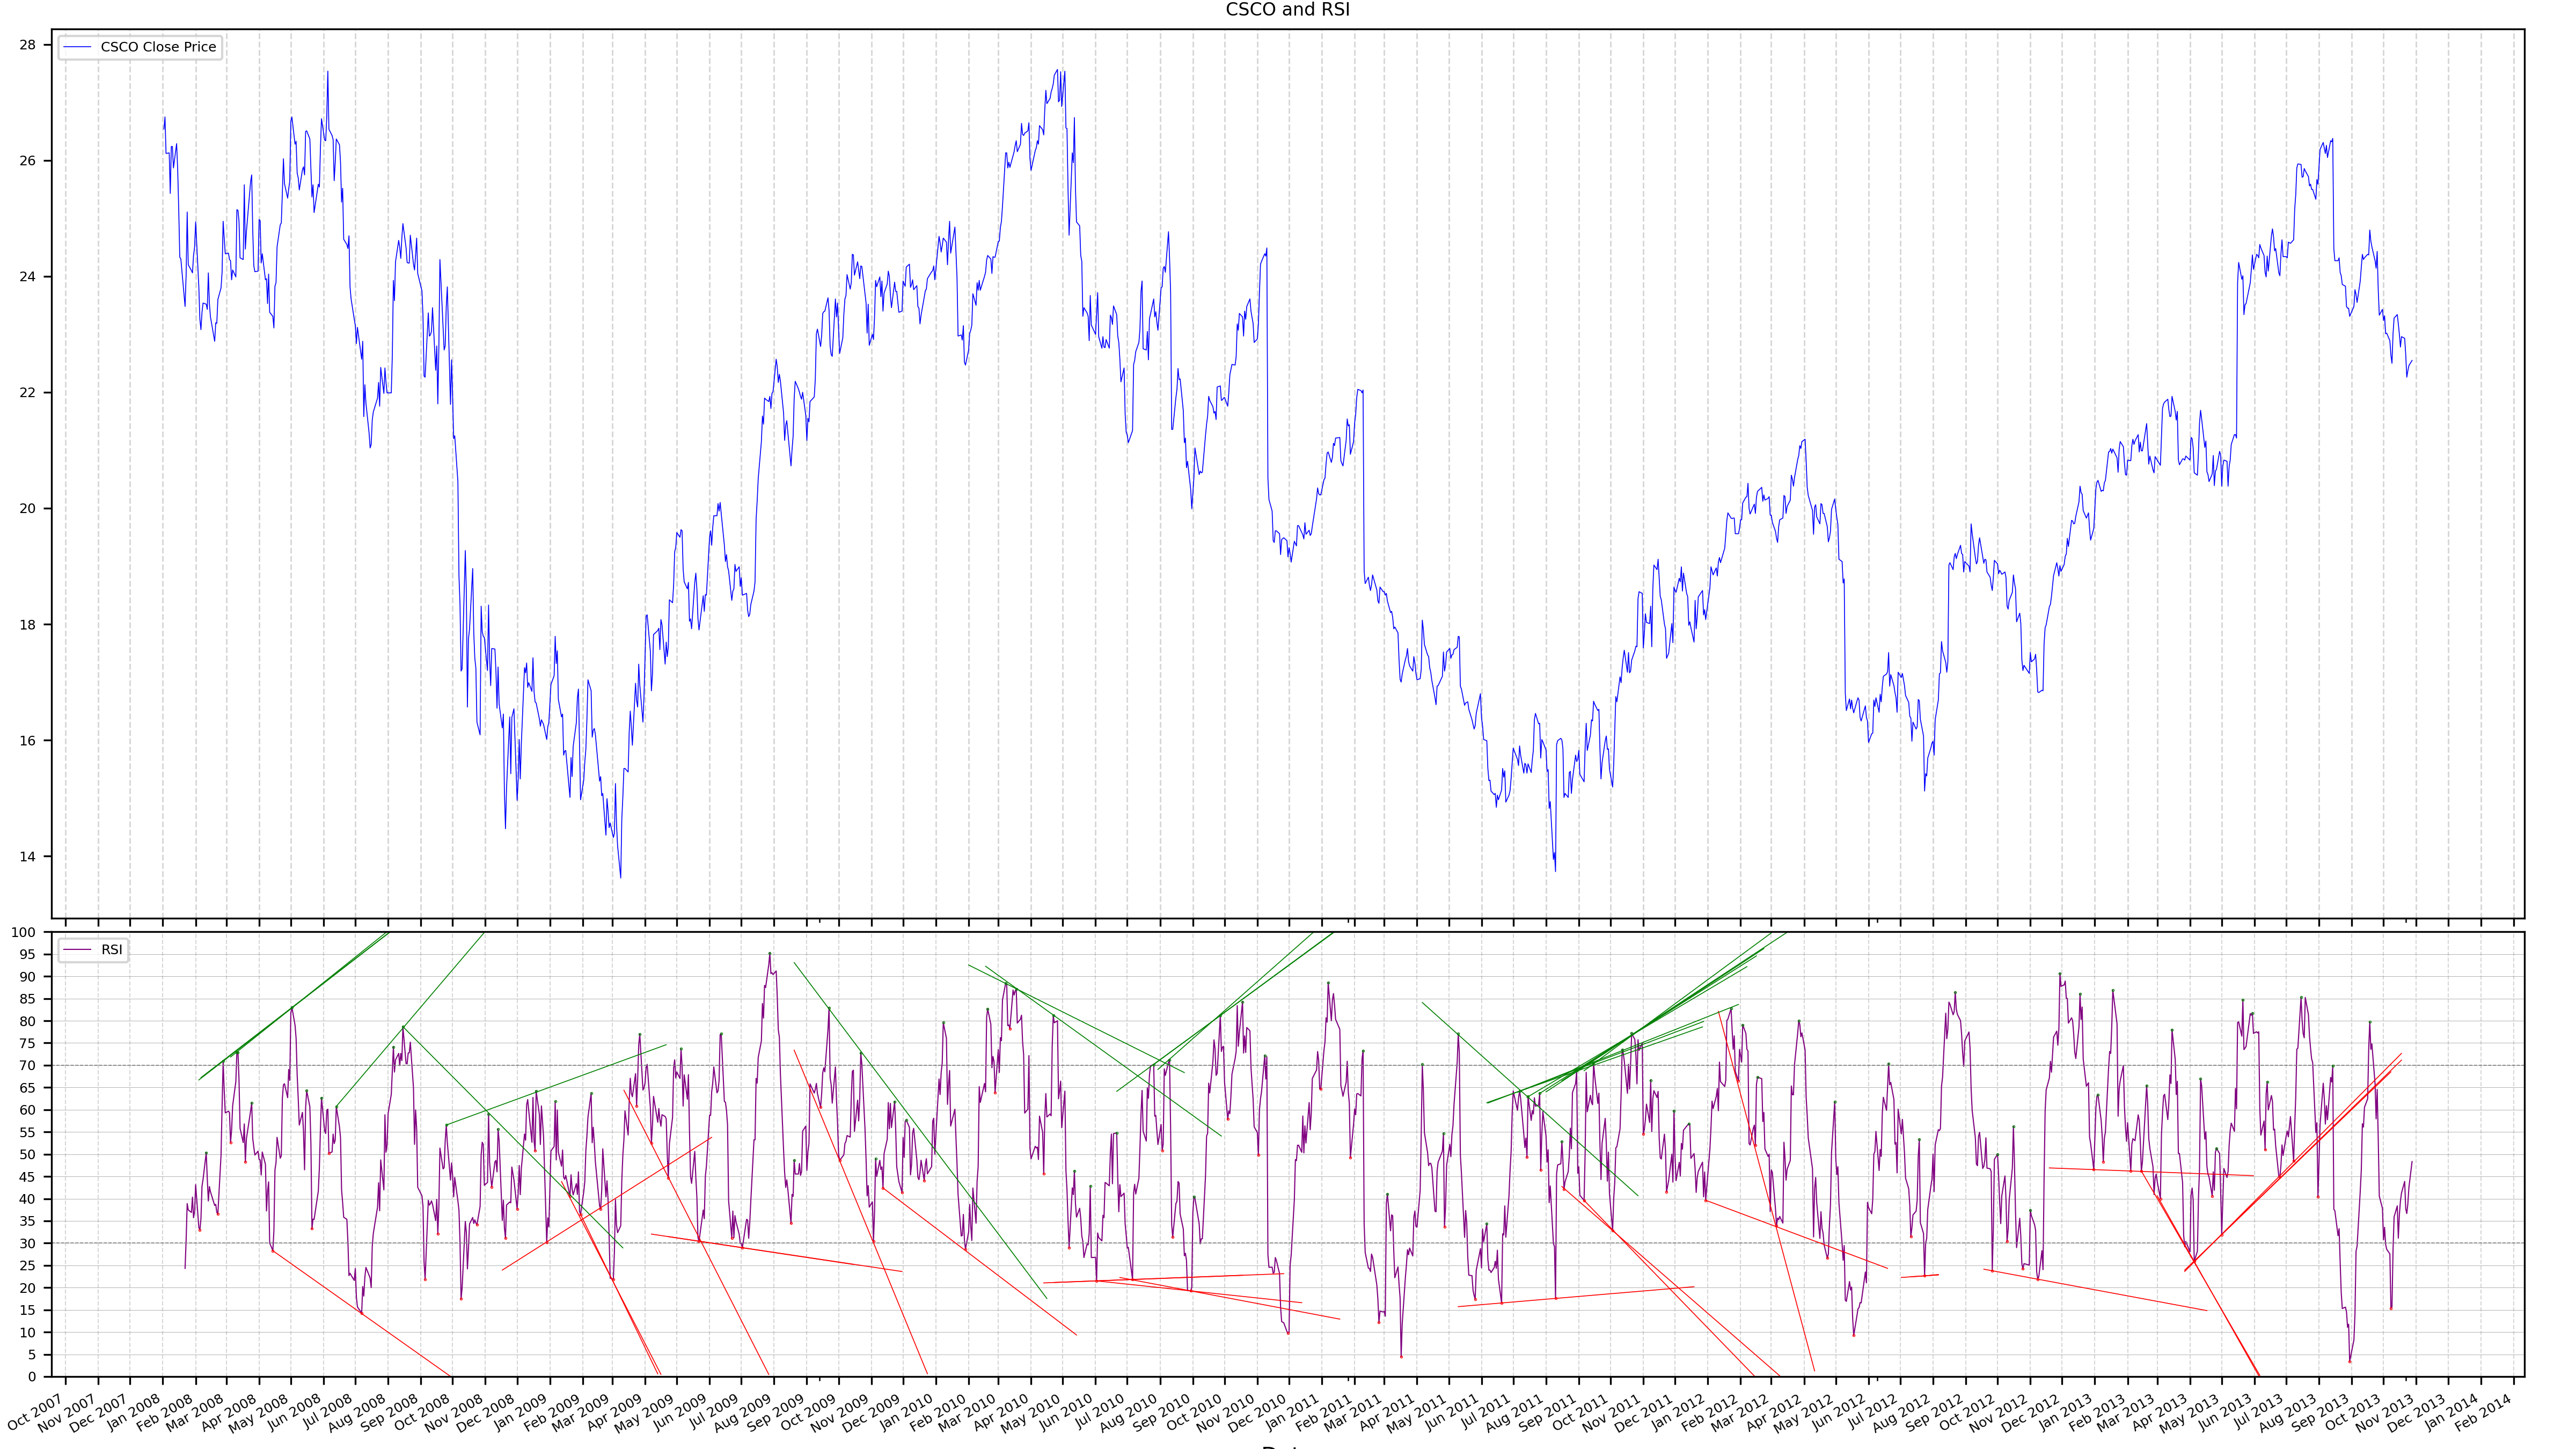 CSCO and RSI
CSCO Close Price
28
26
24
22
20
18
16
14
RSI
100
95
90
85
80
75
70
65
60
55
50
45
40
35
30
25
20
15
10
5
0
Oct 2007
Nov 2007
Dec 2007
Jan 2008
Feb 2008
Mar 2008
Apr 2008
May 2008
Jun 2008
Jul 2008
Aug 2008
Sep 2008
Oct 2008
Nov 2008
Dec 2008
Jan 2009
Feb 2009
Mar 2009
Apr 2009
May 2009
Jun 2009
Jul 2009
Aug 2009
Sep 2009
Oct 2009
Nov 2009
Dec 2009
Jan 2010
Feb 2010
Mar 2010
Apr 2010
May 2010
Jun 2010
Jul 2010
Aug 2010
Sep 2010
Oct 2010
Nov 2010
Dec 2010
Jan 2011
Feb 2011
Mar 2011
Apr 2011
May 2011
Jun 2011
Jul 2011
Aug 2011
Sep 2011
Oct 2011
Nov 2011
Dec 2011
Jan 2012
Feb 2012
Mar 2012
Apr 2012
May 2012
Jun 2012
Jul 2012
Aug 2012
Sep 2012
Oct 2012
Nov 2012
Dec 2012
Jan 2013
Feb 2013
Mar 2013
Apr 2013
May 2013
Jun 2013
Jul 2013
Aug 2013
Sep 2013
Oct 2013
Nov 2013
Dec 2013
Jan 2014
Feb 2014